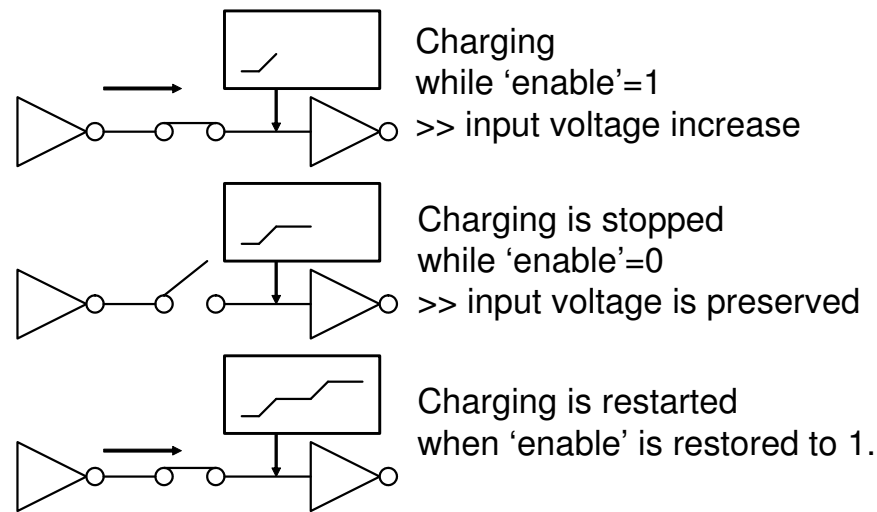 Charging
while ‘enable’=1
>> input voltage increase
Charging is stopped
while ‘enable’=0
>> input voltage is preserved
Charging is restarted
when ‘enable’ is restored to 1.